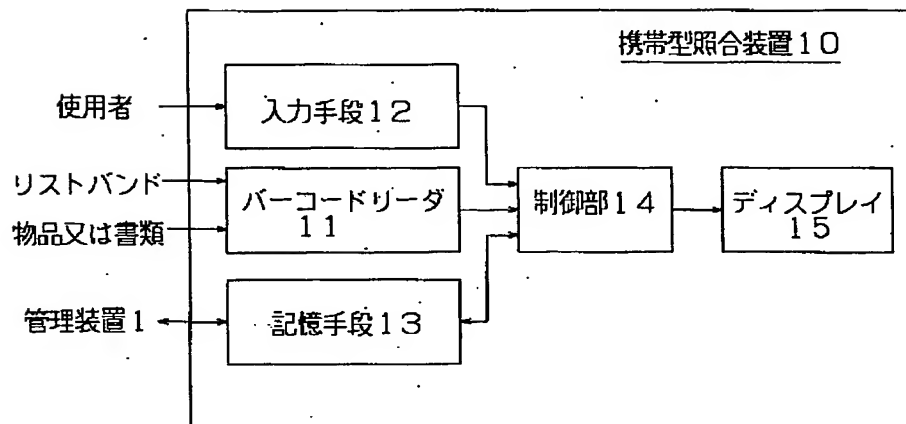 携帯型照合装置１０
使用者
入力手段１２
リストバンド
バーコードリーダ
１１
物品又は書類
制御部１４
ディスプレイ
１５
管理装置１
記憶手段１３